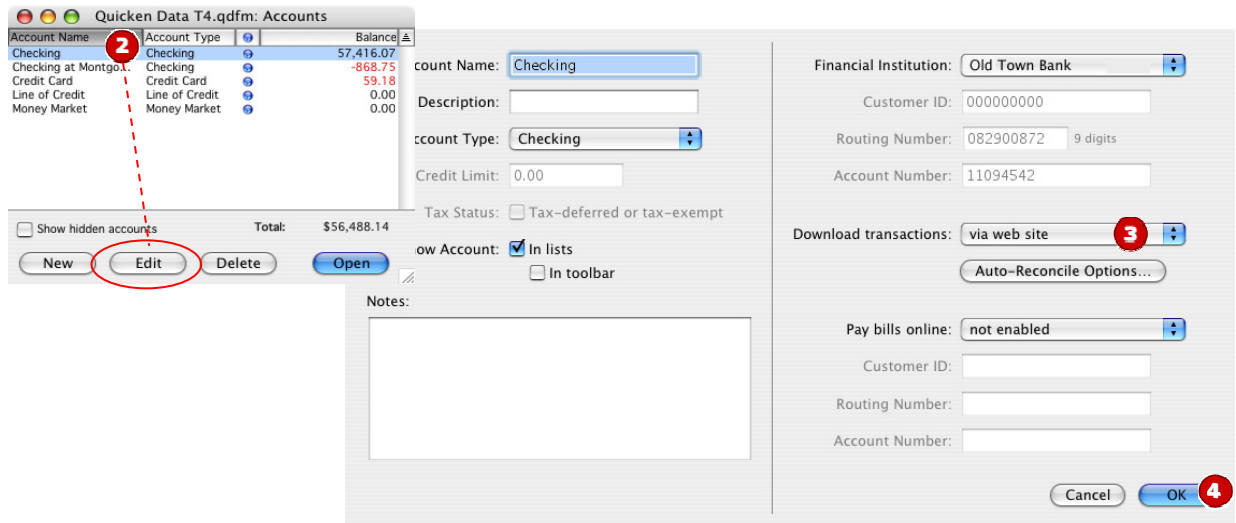 Quicken Data T4.qdfm: Accounts
Account Name Account Type Balance
2
Checking Checking 57,416.07
Checking at Montgo... Checking -868.75
Credit Card Credit Card 59.18
Line of Credit Line of Credit 0.00
Money Market Money Market 0.00
Show hidden accounts Total: $56,488.14
New Edit Delete Open
count Name: Checking
Description:
ccount Type: Checking
Credit Limit: 0.00
Tax Status: Tax-deferred or tax-exempt
ow Account: In lists
In toolbar
Notes:
Financial Institution: Old Town Bank
Customer ID: 000000000
Routing Number: 082900872 9 digits
Account Number: 11094542
Download transactions: via web site 3
Auto-Reconcile Options...
Pay bills online: not enabled
Customer ID:
Routing Number:
Account Number:
Cancel OK 4